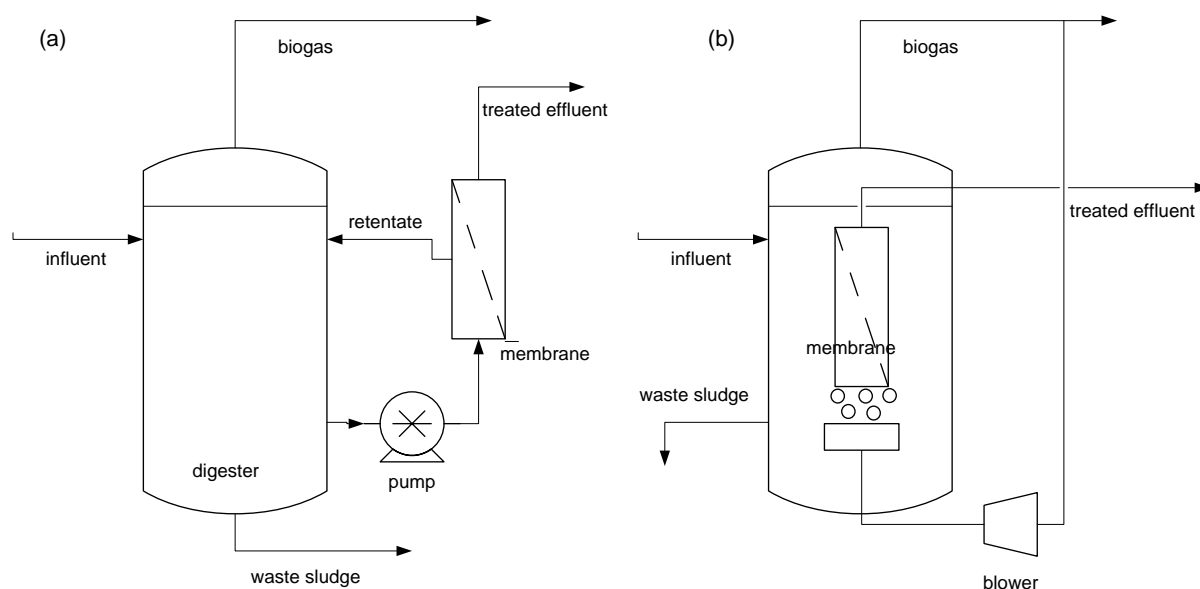 (a)
biogas
treated effluent
retentate
influent
membrane
digester
pump
waste sludge
(b)
biogas
treated effluent
influent
membrane
waste sludge
blower